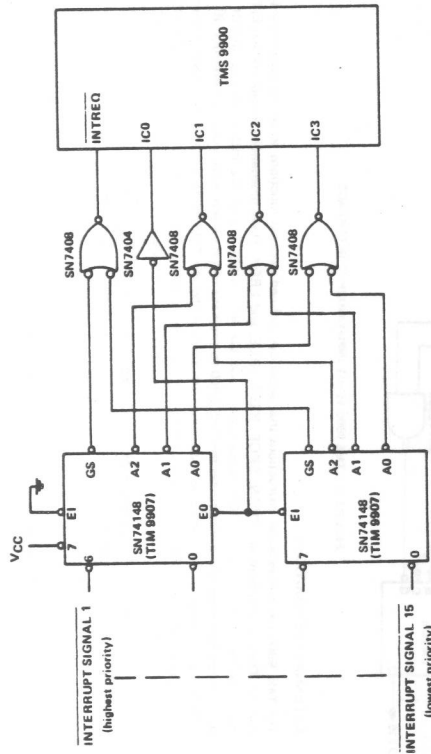 INTERRUPT SIGNAL 1
(highest priority)
INTERRUPT SIGNAL 15
(lowest priority)
VCC
7
EI
6
GS
SN74148
(TIM 9907)
A2
A1
0
E0
A0
EI
7
GS
SN74148
(TIM 9907)
A2
A1
0
A0
SN7408
SN7404
SN7408
SN7408
SN7408
INTREQ
IC0
IC1
IC2
IC3
TMS 9900